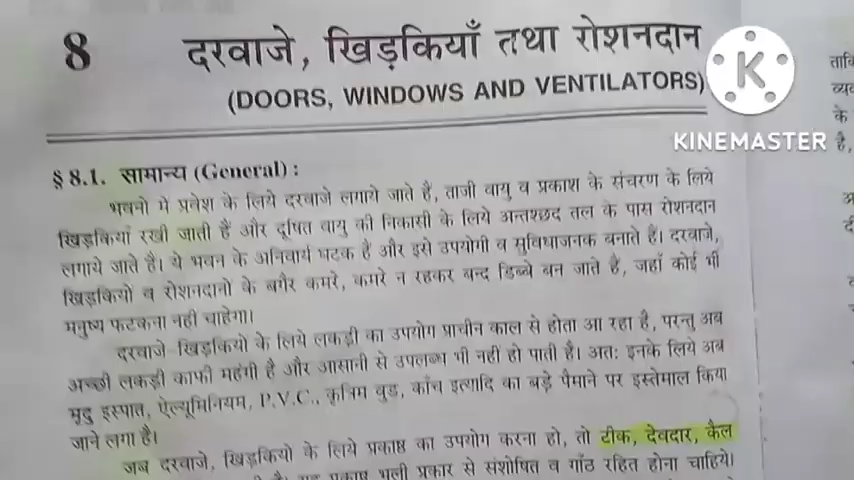 8 दरवाजे, खिड़कियाँ तथा रोशनदान
(DOORS, WINDOWS AND VENTILATORS)
K
KINEMASTER
§ 8.1. सामान्य (General) :
भवनो में प्रवेश के लिये दरवाजे लगाये जाते हैं, ताजी वायु व प्रकाश के संचरण के लिये
खिड़कियाँ रखी जाती हैं और दूषित वायु की निकासी के लिये अन्तश्छद तल के पास रोशनदान
लगाये जाते है। ये भवन के अनिवार्य घटक हैं और इसे उपयोगी व सुविधाजनक बनाते हैं। दरवाजे,
खिड़कियो व रोशनदानो के बगैर कमरे, कमरे न रहकर बन्द डिब्बे बन जाते हैं, जहाँ कोई भी
मनुष्य फटकना नही चाहेगा।
दरवाजे-खिड़कियो के लिये लकड़ी का उपयोग प्राचीन काल से होता आ रहा है, परन्तु अब
अच्छी लकड़ी काफी महंगी है और आसानी से उपलब्ध भी नही हो पाती है। अतः इनके लिये अब
मृदु इस्पात, ऐल्यूमिनियम, P.V.C., कृत्रिम वुड, काँच इत्यादि का बड़े पैमाने पर इस्तेमाल किया
जाने लगा है।
जब दरवाजे, खिड़कियो के लिये प्रकाष्ठ का उपयोग करना हो, तो टीक, देवदार, कैल
प्रकाष्ठ भली प्रकार से संशोषित व गाँठ रहित होना चाहिये।
के
है,